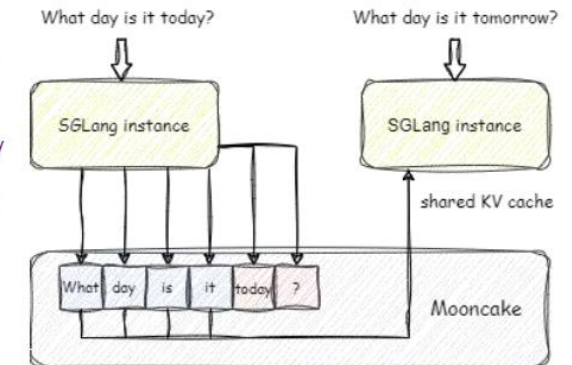 What day is it today?
What day is it tomorrow?
SGLang instance
SGLang instance
shared KV cache
What day is it today ?
Mooncake